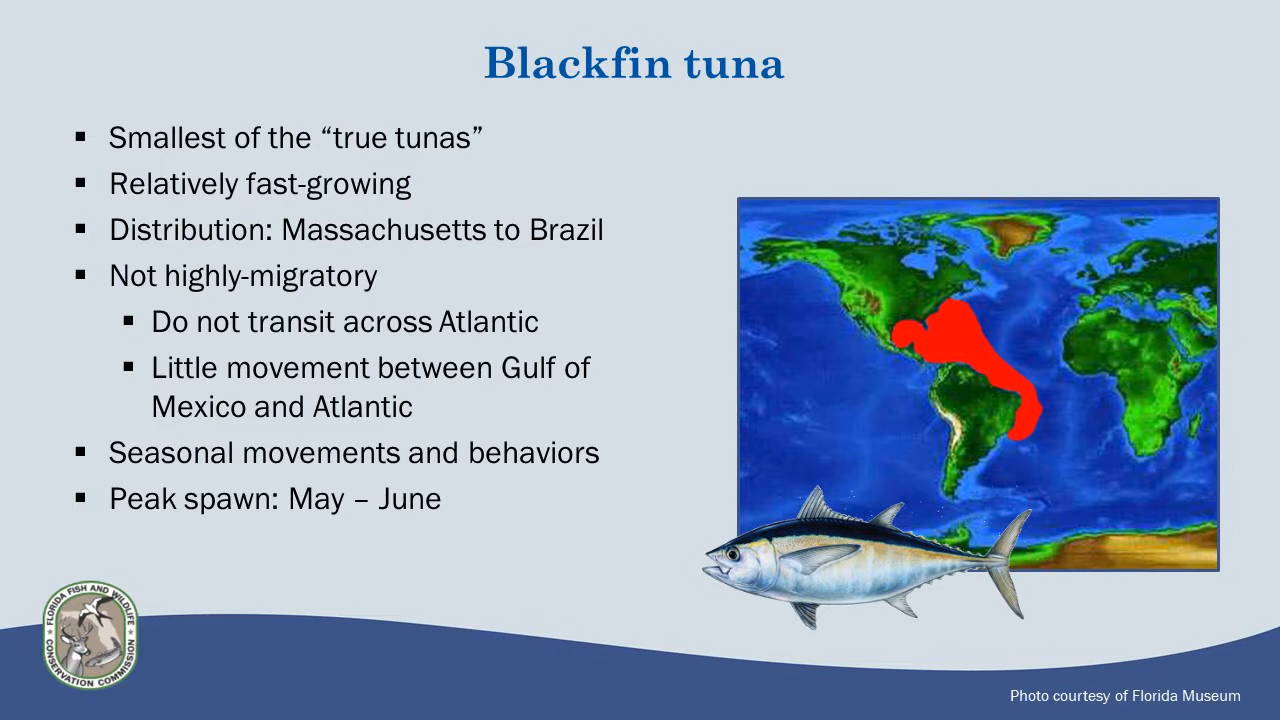 Blackfin tuna
▪ Smallest of the “true tunas”
▪ Relatively fast-growing
▪ Distribution: Massachusetts to Brazil
▪ Not highly-migratory
▪ Do not transit across Atlantic
▪ Little movement between Gulf of
Mexico and Atlantic
▪ Seasonal movements and behaviors
▪ Peak spawn: May – June
FLORIDA FISH AND WILDLIFE
CONSERVATION COMMISSION
Photo courtesy of Florida Museum